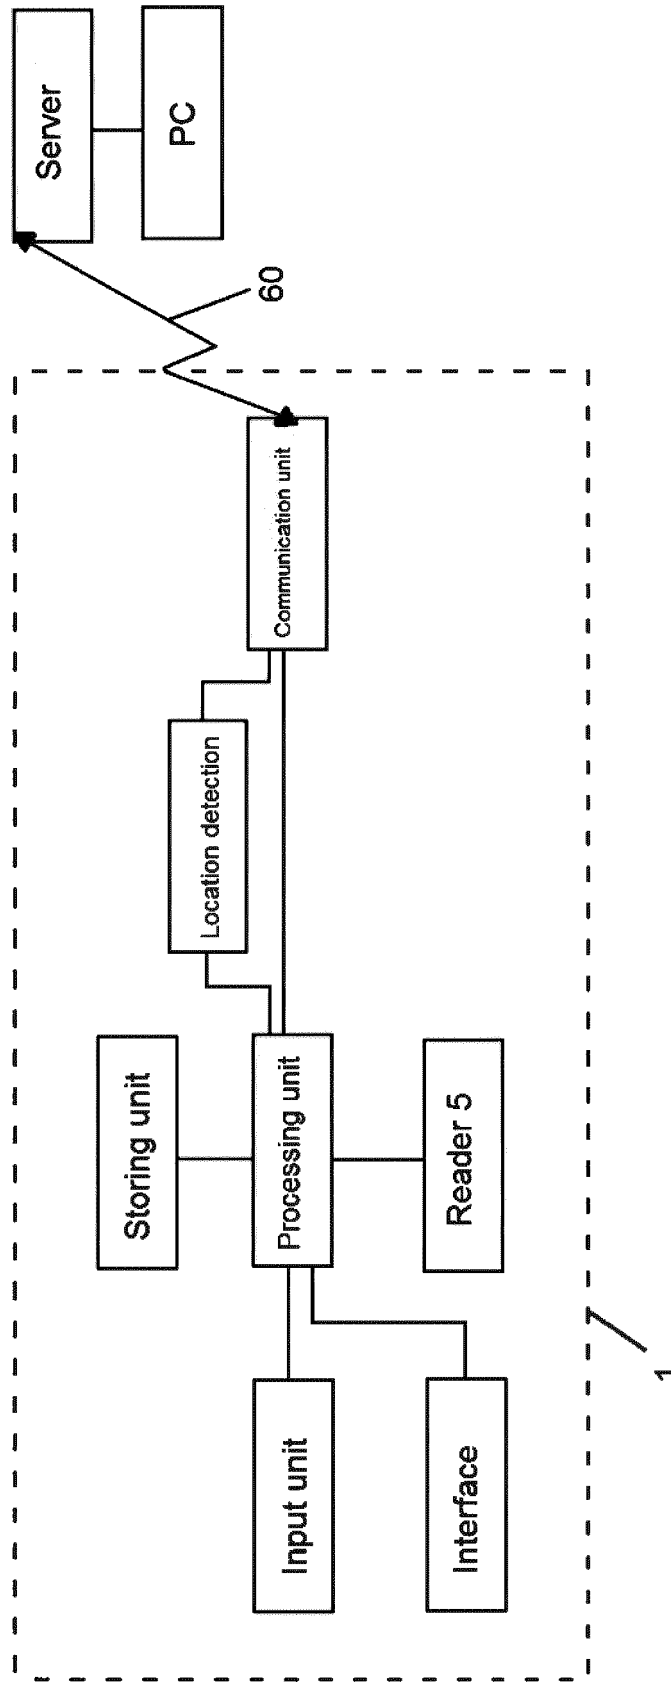 Server
PC
60
Communication unit
Location detection
Storing unit
Processing unit
Reader 5
Input unit
Interface
1